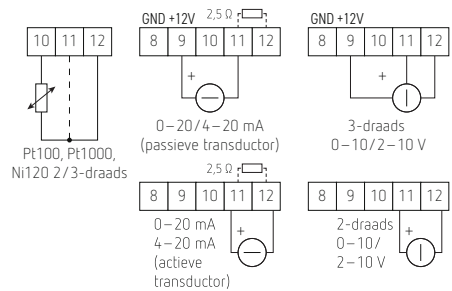 10 11 12
Pt100, Pt1000,
Ni120 2/3-draads
GND +12V
2,5 Ω
8 9 10 11 12
+
0–20/4–20 mA
(passieve transductor)
GND +12V
8 9 10 11 12
+
3-draads
0–10/2–10 V
2,5 Ω
8 9 10 11 12
0–20 mA
4–20 mA
(actieve
transductor)
+
8 9 10 11 12
2-draads
0–10/
2–10 V
+